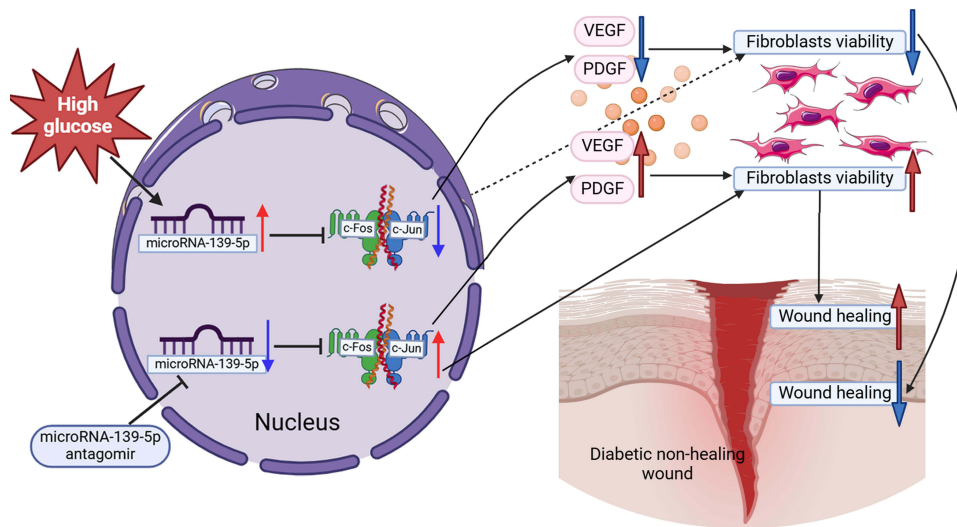 High
glucose
microRNA-139-5p
c-Fos
c-Jun
microRNA-139-5p
c-Fos
c-Jun
Nucleus
microRNA-139-5p
antagomir
VEGF
PDGF
VEGF
PDGF
Fibroblasts viability
Fibroblasts viability
Wound healing
Wound healing
Diabetic non-healing
wound